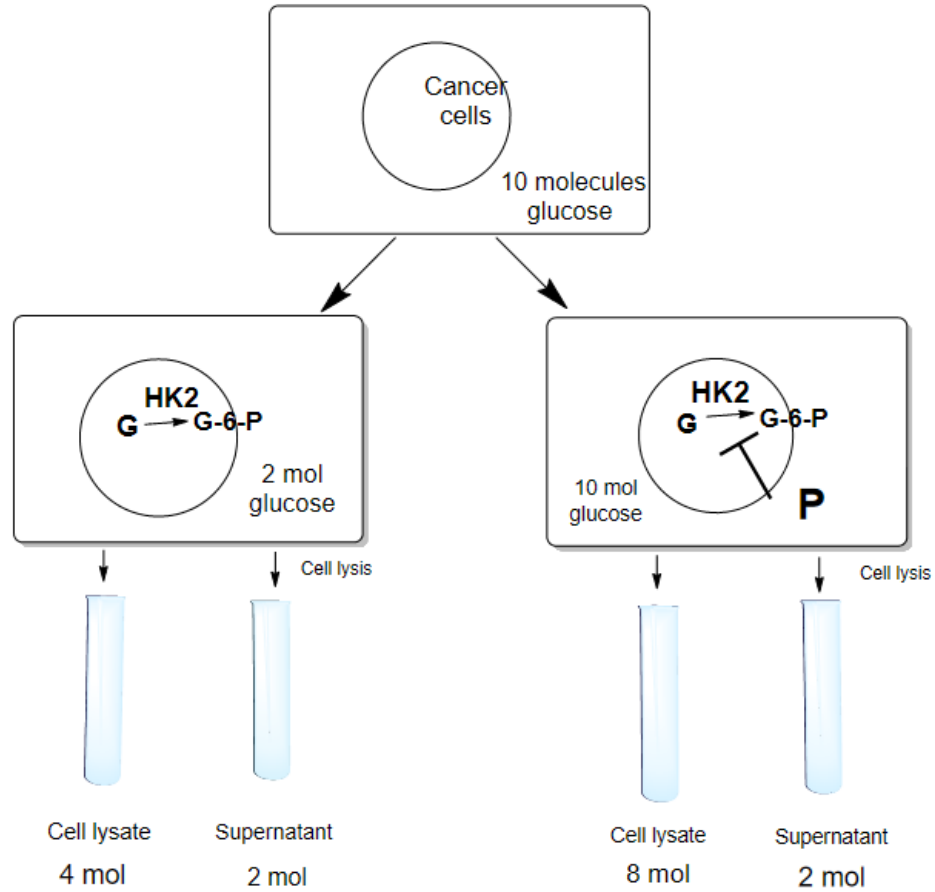 Cancer
cells
10 molecules
glucose
HK2
G
G-6-P
2 mol
glucose
HK2
G
G-6-P
10 mol
glucose
P
Cell lysis
Cell lysis
Cell lysate
4 mol
Supernatant
2 mol
Cell lysate
8 mol
Supernatant
2 mol